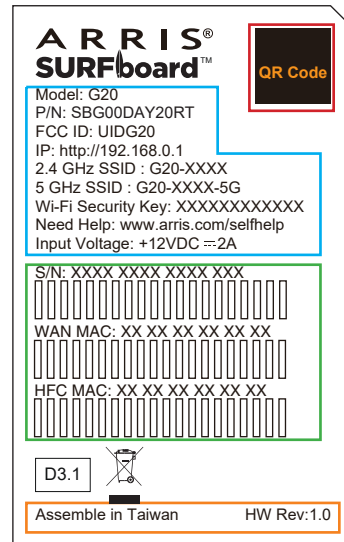 ARRIS®
SURFboard™
QR Code
Model: G20
P/N: SBG00DAY20RT
FCC ID: UIDG20
IP: http://192.168.0.1
2.4 GHz SSID : G20-XXXX
5 GHz SSID : G20-XXXX-5G
Wi-Fi Security Key: XXXXXXXXXXXX
Need Help: www.arris.com/selfhelp
Input Voltage: +12VDC ⎓2A
S/N: XXXX XXXX XXXX XXX
WAN MAC: XX XX XX XX XX XX
HFC MAC: XX XX XX XX XX XX
D3.1
Assemble in Taiwan HW Rev:1.0